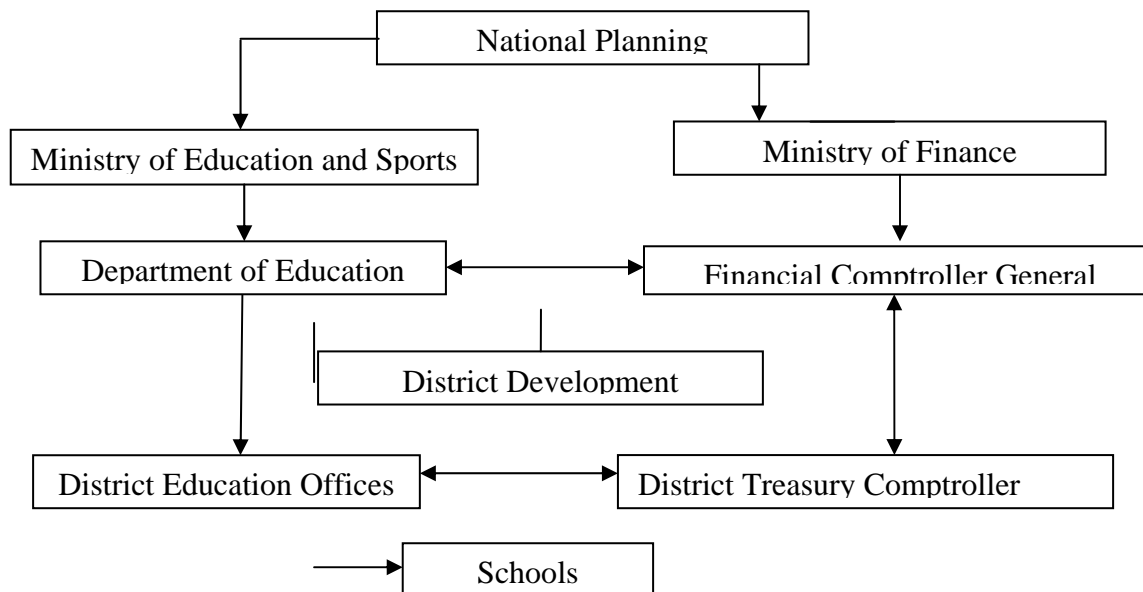 National Planning
Ministry of Education and Sports
Ministry of Finance
Department of Education
Financial Comptroller General
District Development
District Education Offices
District Treasury Comptroller
Schools